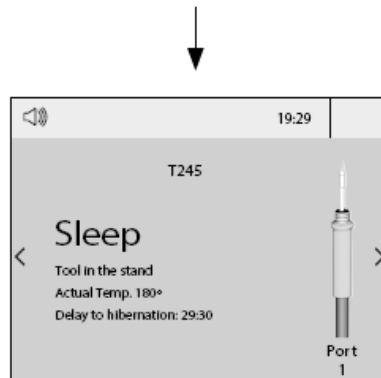 19:29
T245
Sleep
Tool in the stand
Actual Temp. 180º
Delay to hibernation: 29:30
Port
1